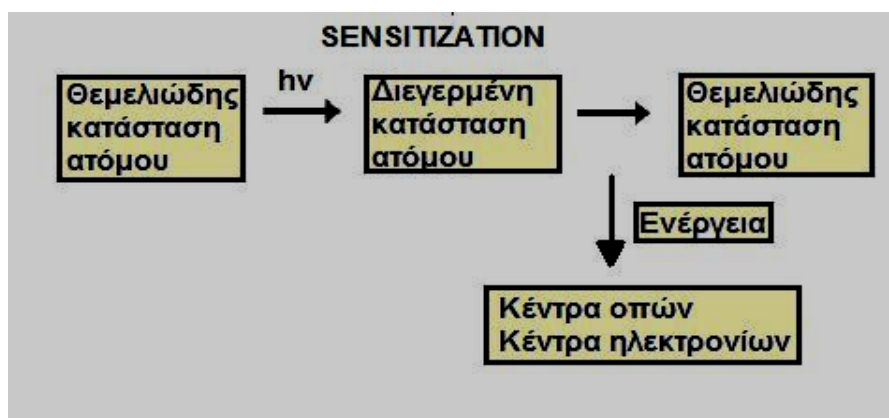 SENSITIZATION
hν
Θεμελιώδης
κατάσταση
ατόμου
Διεγερμένη
κατάσταση
ατόμου
Θεμελιώδης
κατάσταση
ατόμου
Ενέργεια
Κέντρα οπών
Κέντρα ηλεκτρονίων